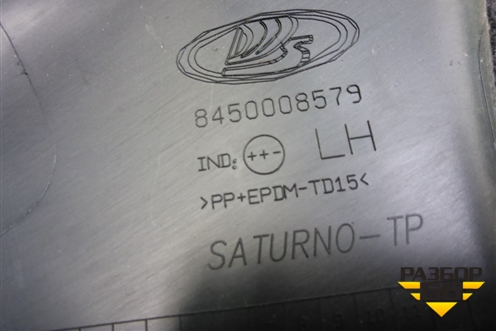 8450008579
IND: ++- LH
>PP+EPDM-TD15<
SATURNO-TP
РАЗБОР